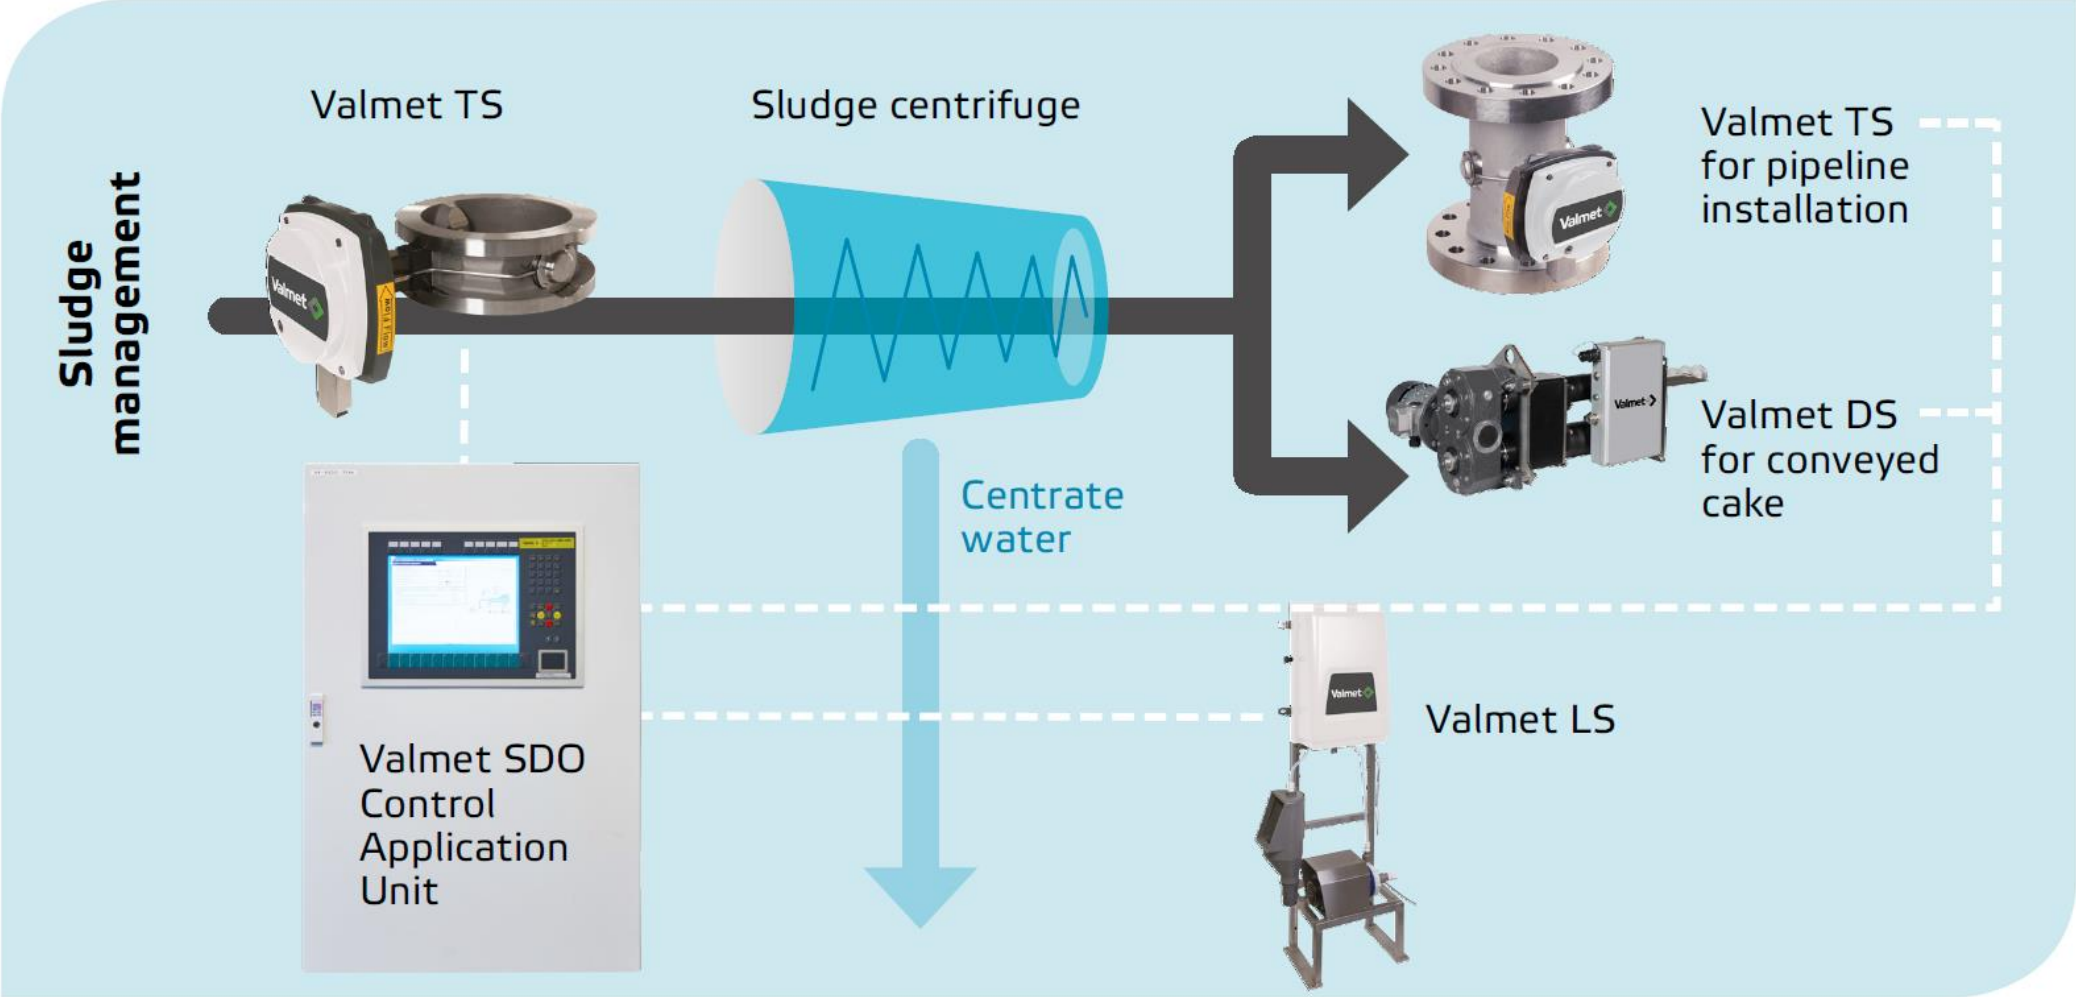 Sludge
management
Valmet TS
Valmet
Sludge centrifuge
Valmet
Valmet TS
for pipeline
installation
Valmet
Valmet DS
for conveyed
cake
Centrate
water
Valmet SDO
Control
Application
Unit
Valmet
Valmet LS